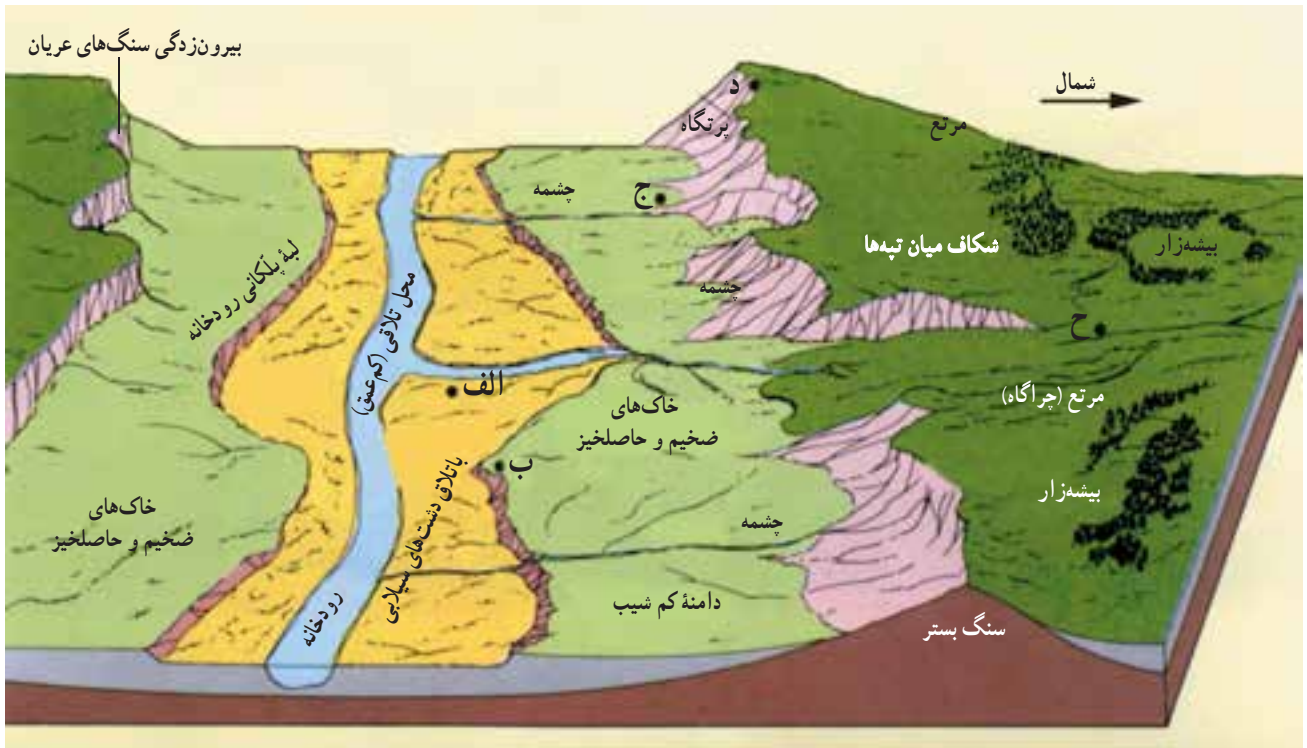 بیرون‌زدگی سنگ‌های عریان
شمال
د
پرتگاه
مرتع
چشمه
ج
شکاف میان تپه‌ها
بیشه‌زار
لبهٔ پلّکانی رودخانه
محل تلاقی (کم‌عمق)
چشمه
ح
الف
مرتع (چراگاه)
خاک‌های
ضخیم و حاصلخیز
ب
باتلاق دشت‌های سیلابی
بیشه‌زار
خاک‌های
ضخیم و حاصلخیز
چشمه
رودخانه
دامنهٔ کم شیب
سنگ بستر